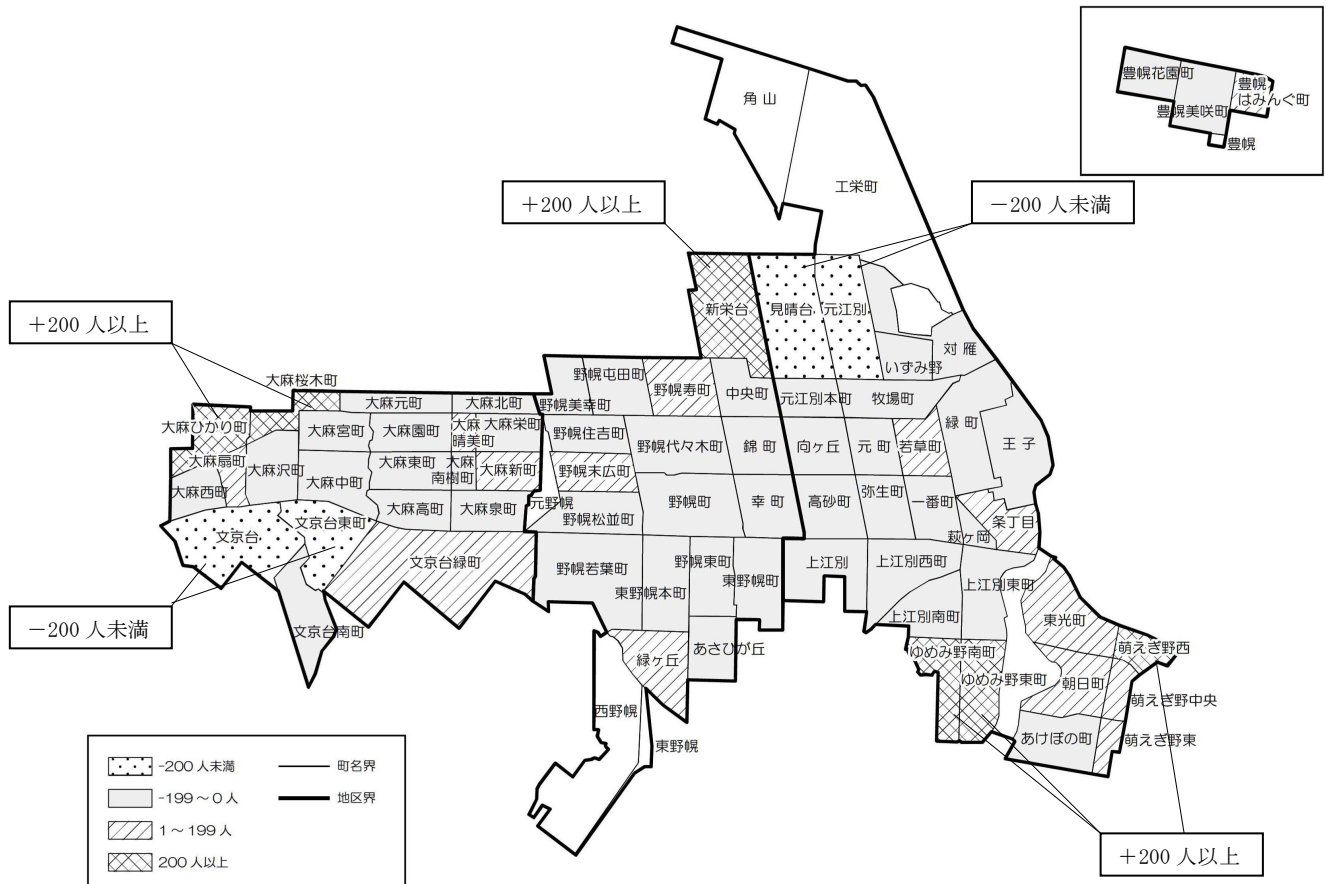 豊幌花園町
豊幌
はみんぐ町
豊幌美咲町
豊幌
角 山
工栄町
+200 人以上
-200 人未満
新栄台
見晴台
元江別
対 雁
いずみ野
+200 人以上
大麻桜木町
大麻元町
大麻北町
野幌屯田町
野幌美幸町
野幌寿町
中央町
元江別本町
牧場町
大麻ひかり町
大麻宮町
大麻園町
大麻
晴美町
大麻栄町
野幌住吉町
野幌代々木町
錦 町
向ヶ丘
元 町
若草町
緑 町
王 子
大麻扇町
大麻沢町
大麻東町
大麻
南樹町
大麻新町
野幌末広町
大麻西町
大麻中町
大麻高町
大麻泉町
元野幌
野幌松並町
野幌町
幸 町
高砂町
弥生町
一番町
条丁目
萩ヶ岡
文京台
文京台東町
文京台緑町
野幌若葉町
東野幌本町
野幌東町
東野幌町
上江別
上江別西町
上江別東町
上江別南町
東光町
-200 人未満
文京台南町
緑ヶ丘
あさひが丘
ゆめみ野南町
ゆめみ野東町
萌えぎ野西
朝日町
萌えぎ野中央
西野幌
東野幌
あけぼの町
萌えぎ野東
-200 人未満
町名界
-199～0 人
地区界
1～199 人
200 人以上
+200 人以上